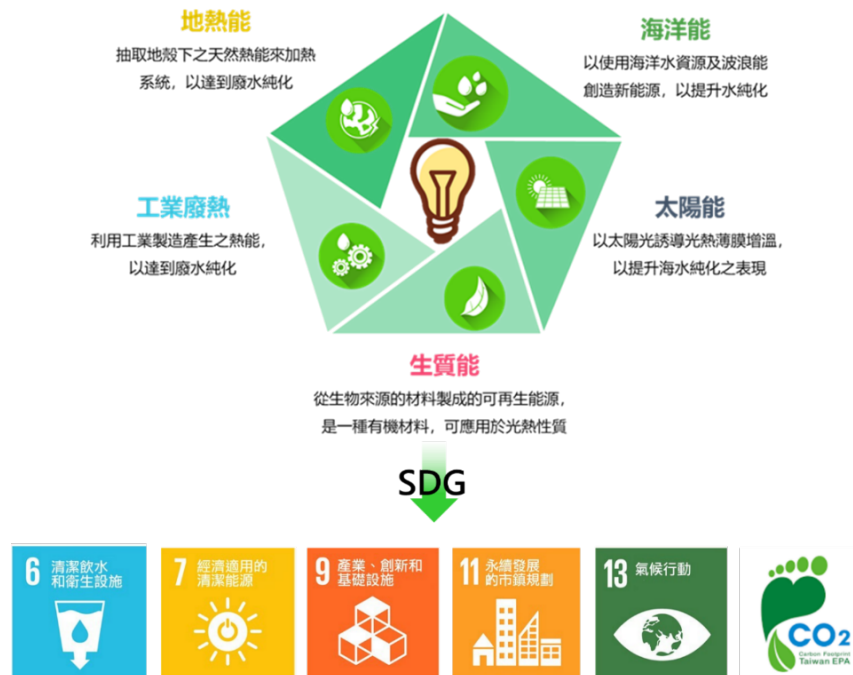 地熱能
抽取地殼下之天然熱能來加熱
系統，以達到廢水純化
海洋能
以使用海洋水資源及波浪能
創造新能源，以提升水純化
工業廢熱
利用工業製造產生之熱能，
以達到廢水純化
太陽能
以太陽光誘導光熱薄膜增溫，
以提升海水純化之表現
生質能
從生物來源的材料製成的可再生能源，
是一種有機材料，可應用於光熱性質
SDG
6 清潔飲水
和衛生設施
7 經濟適用的
清潔能源
9 產業、創新和
基礎設施
11 永續發展
的市鎮規劃
13 氣候行動
CO2
Carbon Footprint
Taiwan EPA